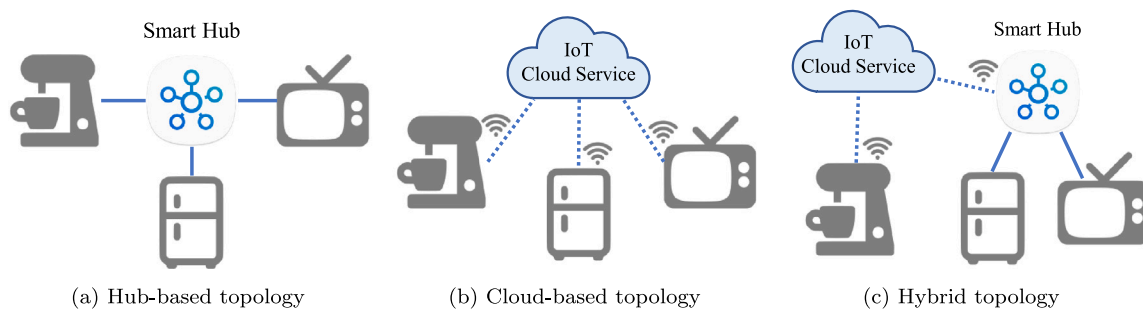 Smart Hub
IoT
Cloud Service
IoT
Cloud Service
Smart Hub
(a) Hub-based topology
(b) Cloud-based topology
(c) Hybrid topology